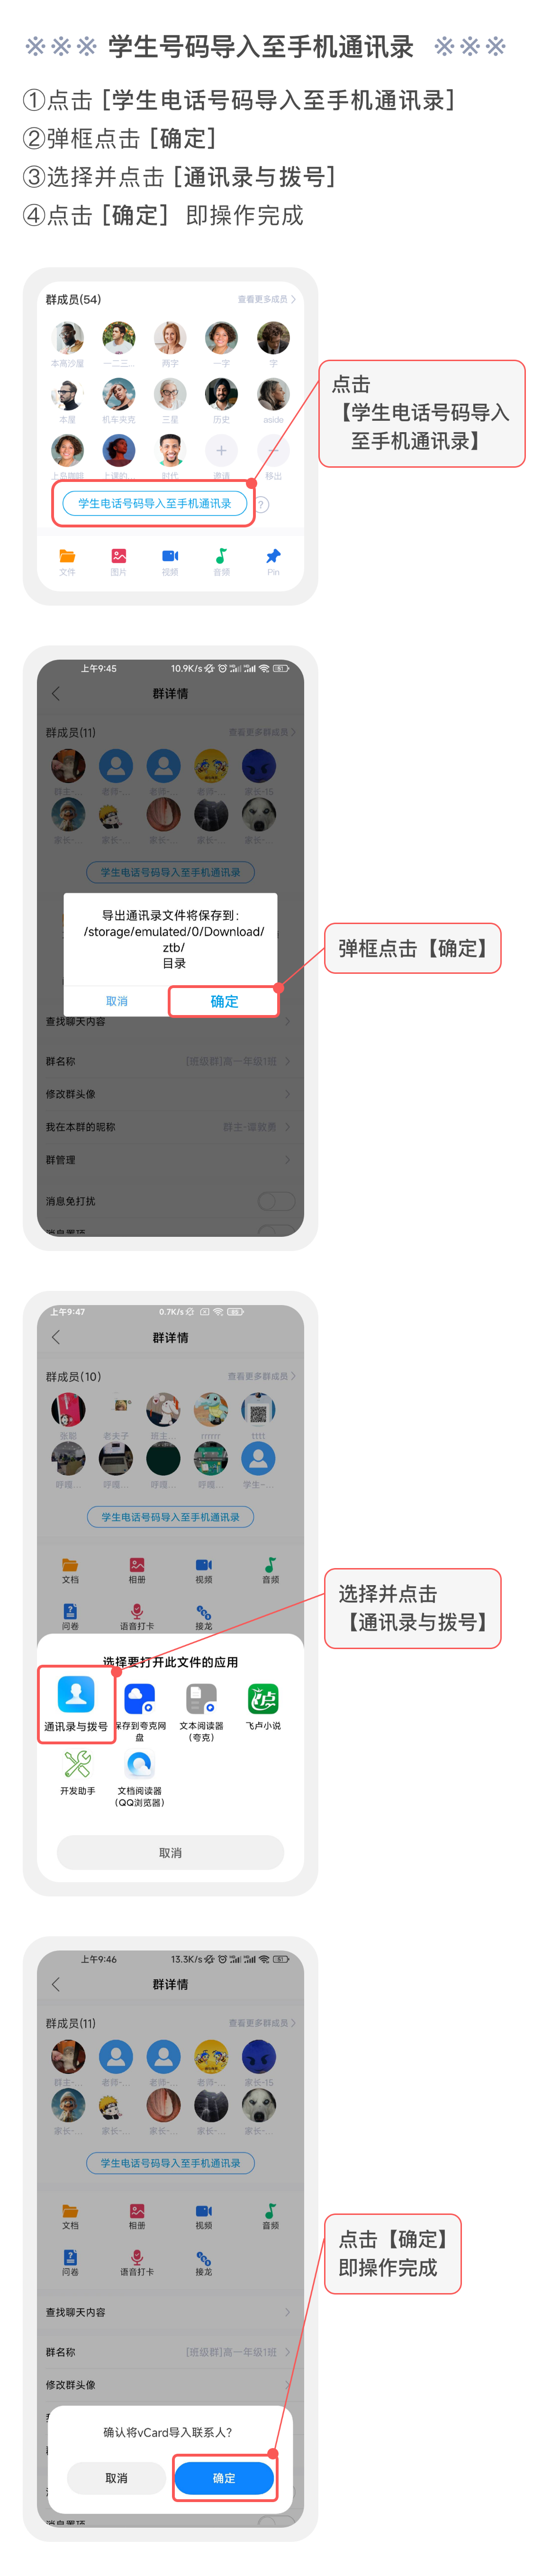 ※※※ 学生号码导入至手机通讯录 ※※※
①点击 [学生电话号码导入至手机通讯录]
②弹框点击 [确定]
③选择并点击 [通讯录与拨号]
④点击 [确定] 即操作完成
群成员(54) 查看更多成员
本高沙屋 一二三... 两字 一字 字
本屋 机车夹克 三星 历史 aside
上岛咖啡 上课的... 时代 邀请 移出
学生电话号码导入至手机通讯录 ?
文件 图片 视频 音频 Pin
点击
【学生电话号码导入
至手机通讯录】
上午9:45 10.9K/s
群详情
群成员(11) 查看更多群成员
群主-... 老师-... 老师-... 老师-... 家长-15
家长-... 家长-... 家长-... 家长-... 家长-...
学生电话号码导入至手机通讯录
导出通讯录文件将保存到：
/storage/emulated/0/Download/
ztb/
目录
取消 确定
弹框点击【确定】
查找聊天内容
群名称 [班级群]高一年级1班
修改群头像
我在本群的昵称
群管理
消息免打扰
消息置顶
上午9:47 0.7K/s
群详情
群成员(10) 查看更多群成员
张聪 老夫子 班主... rrrrrr tttt
呼嘎... 呼嘎... 呼嘎... 呼嘎... 学生-...
学生电话号码导入至手机通讯录
文档 相册 视频 音频
问卷 语音打卡 接龙
选择并点击
【通讯录与拨号】
选择要打开此文件的应用
通讯录与拨号 保存到夸克网盘 文本阅读器（夸克） 飞卢小说
开发助手 文档阅读器（QQ浏览器）
取消
上午9:46 13.3K/s
群详情
群成员(11) 查看更多群成员
群主-... 老师-... 老师-... 老师-... 家长-15
家长-... 家长-... 家长-... 家长-... 家长-...
学生电话号码导入至手机通讯录
文档 相册 视频 音频
问卷 语音打卡 接龙
点击【确定】
即操作完成
查找聊天内容
群名称 [班级群]高一年级1班
修改群头像
确认将vCard导入联系人?
取消 确定
消息置顶